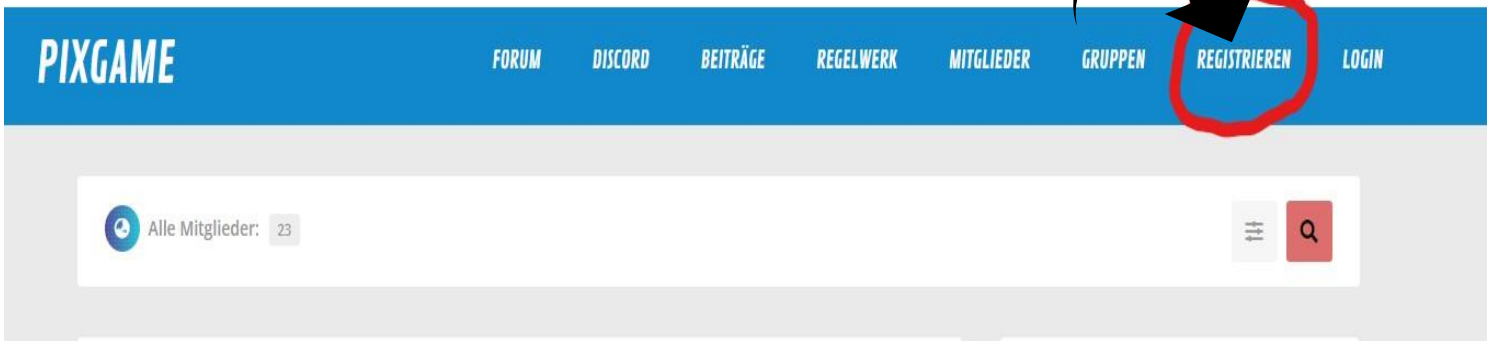 PIXGAME FORUM DISCORD BEITRÄGE REGELWERK MITGLIEDER GRUPPEN REGISTRIEREN LOGIN
Alle Mitglieder: 23